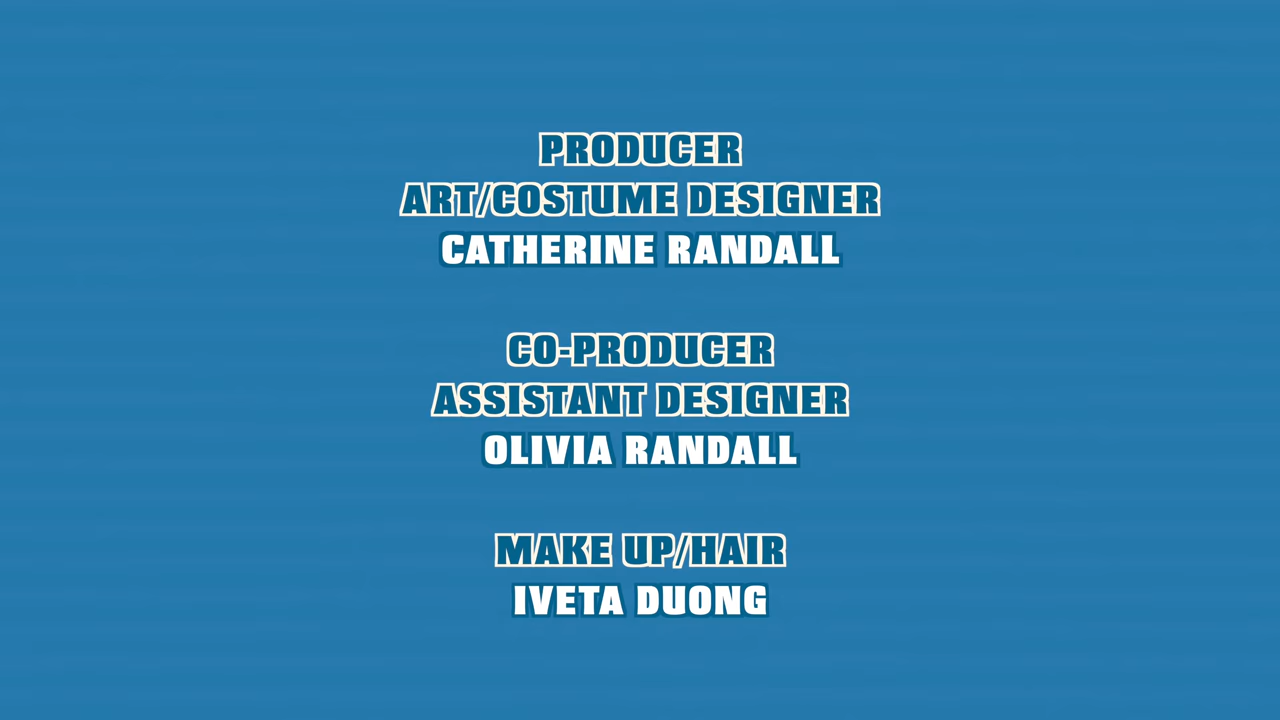 PRODUCER
ART/COSTUME DESIGNER
CATHERINE RANDALL
CO-PRODUCER
ASSISTANT DESIGNER
OLIVIA RANDALL
MAKE UP/HAIR
IVETA DUONG